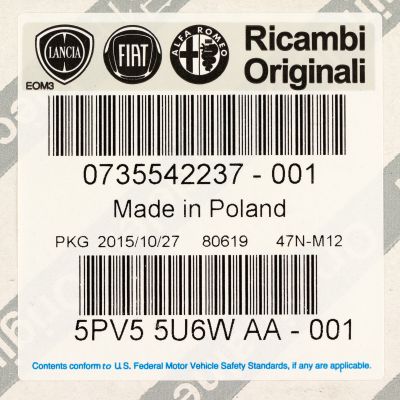 LANCIA
FIAT
ALFA ROMEO
Ricambi
Originali
EOM3
0735542237 - 001
Made in Poland
PKG 2015/10/27 80619 47N-M12
5PV5 5U6W AA - 001
Contents conform to U.S. Federal Motor Vehicle Safety Standards, if any are applicable.